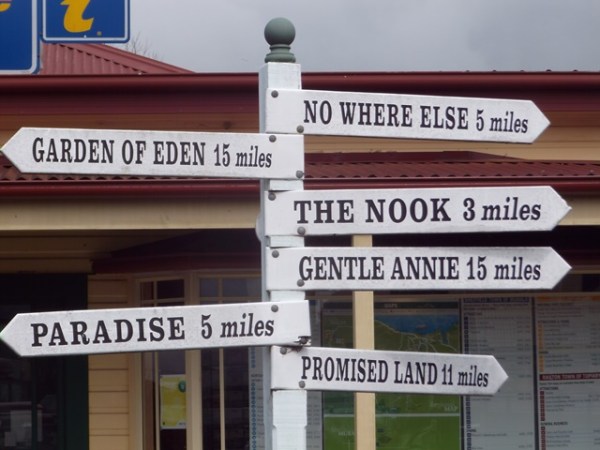 i
NO WHERE ELSE 5 miles
GARDEN OF EDEN 15 miles
THE NOOK 3 miles
GENTLE ANNIE 15 miles
PARADISE 5 miles
PROMISED LAND 11 miles